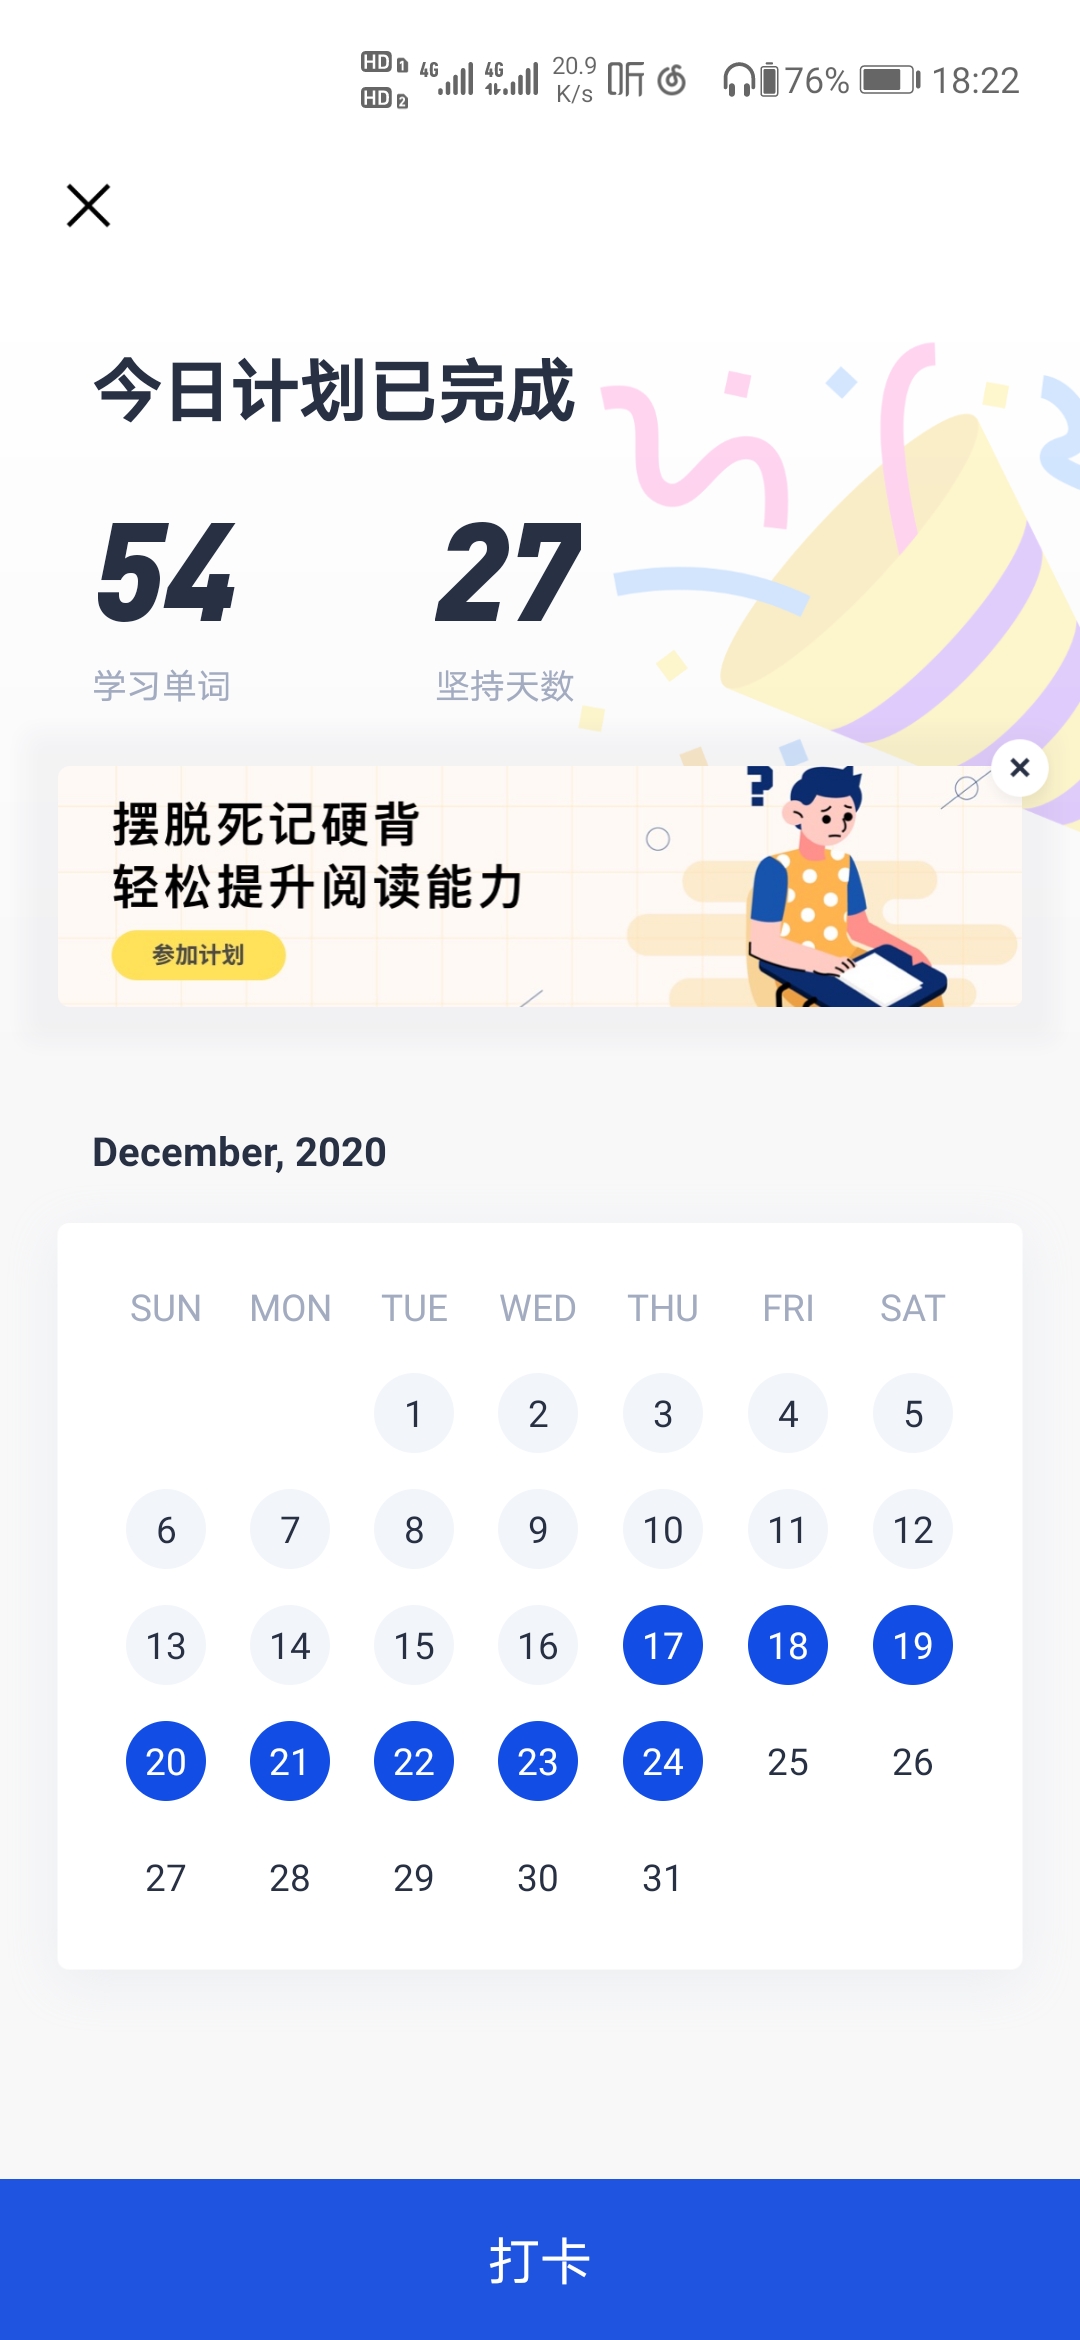 HD 1 4G 4G 20.9 K/s 听 76% 18:22
HD 2
今日计划已完成
54 27
学习单词 坚持天数
?
摆脱死记硬背
轻松提升阅读能力
参加计划
December, 2020
SUN MON TUE WED THU FRI SAT
1 2 3 4 5
6 7 8 9 10 11 12
13 14 15 16 17 18 19
20 21 22 23 24 25 26
27 28 29 30 31
打卡